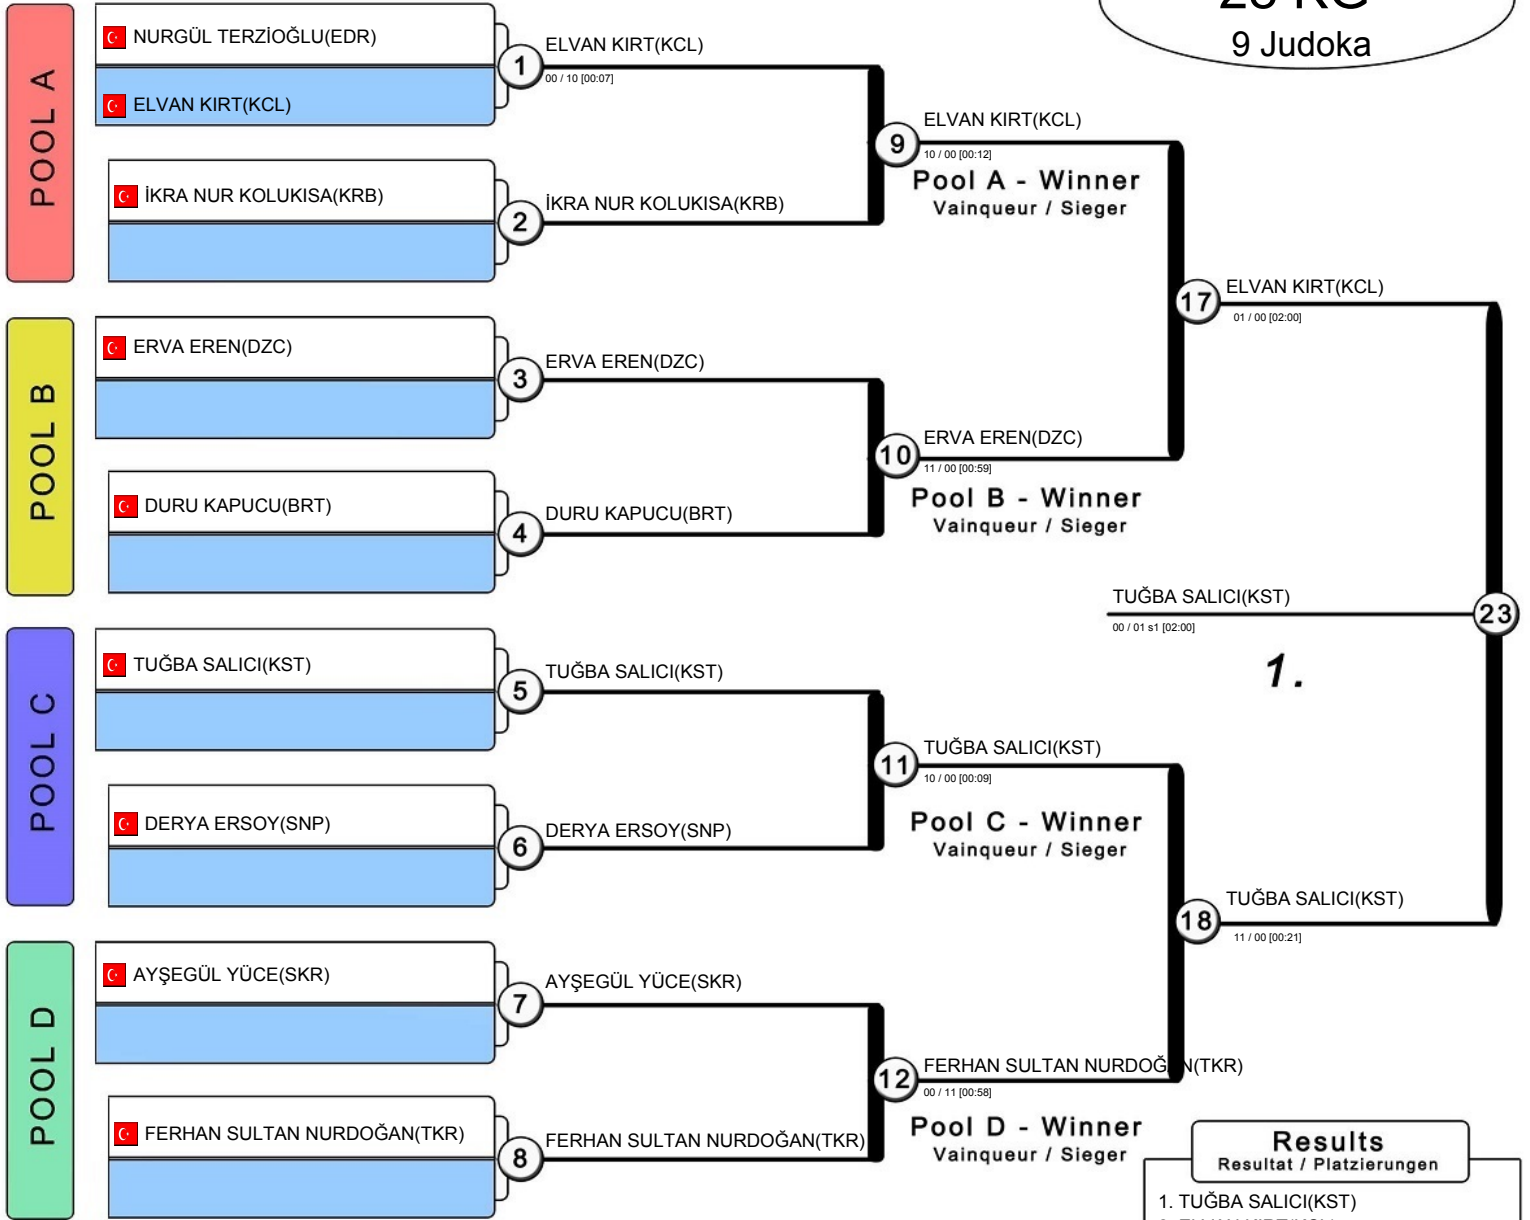 28 KG
9 Judoka
POOL A
NURGÜL TERZİOĞLU(EDR)
ELVAN KIRT(KCL)
1
ELVAN KIRT(KCL)
00 / 10 [00:07]
İKRA NUR KOLUKISA(KRB)
2
İKRA NUR KOLUKISA(KRB)
9
ELVAN KIRT(KCL)
10 / 00 [00:12]
Pool A - Winner
Vainqueur / Sieger
POOL B
ERVA EREN(DZC)
3
ERVA EREN(DZC)
DURU KAPUCU(BRT)
4
DURU KAPUCU(BRT)
10
ERVA EREN(DZC)
11 / 00 [00:59]
Pool B - Winner
Vainqueur / Sieger
17
ELVAN KIRT(KCL)
01 / 00 [02:00]
POOL C
TUĞBA SALICI(KST)
5
TUĞBA SALICI(KST)
DERYA ERSOY(SNP)
6
DERYA ERSOY(SNP)
11
TUĞBA SALICI(KST)
10 / 00 [00:09]
Pool C - Winner
Vainqueur / Sieger
POOL D
AYŞEGÜL YÜCE(SKR)
7
AYŞEGÜL YÜCE(SKR)
FERHAN SULTAN NURDOĞAN(TKR)
8
FERHAN SULTAN NURDOĞAN(TKR)
12
FERHAN SULTAN NURDOĞAN(TKR)
00 / 11 [00:58]
Pool D - Winner
Vainqueur / Sieger
18
TUĞBA SALICI(KST)
11 / 00 [00:21]
TUĞBA SALICI(KST)
23
00 / 01 s1 [02:00]
1.
Results
Resultat / Platzierungen
1. TUĞBA SALICI(KST)